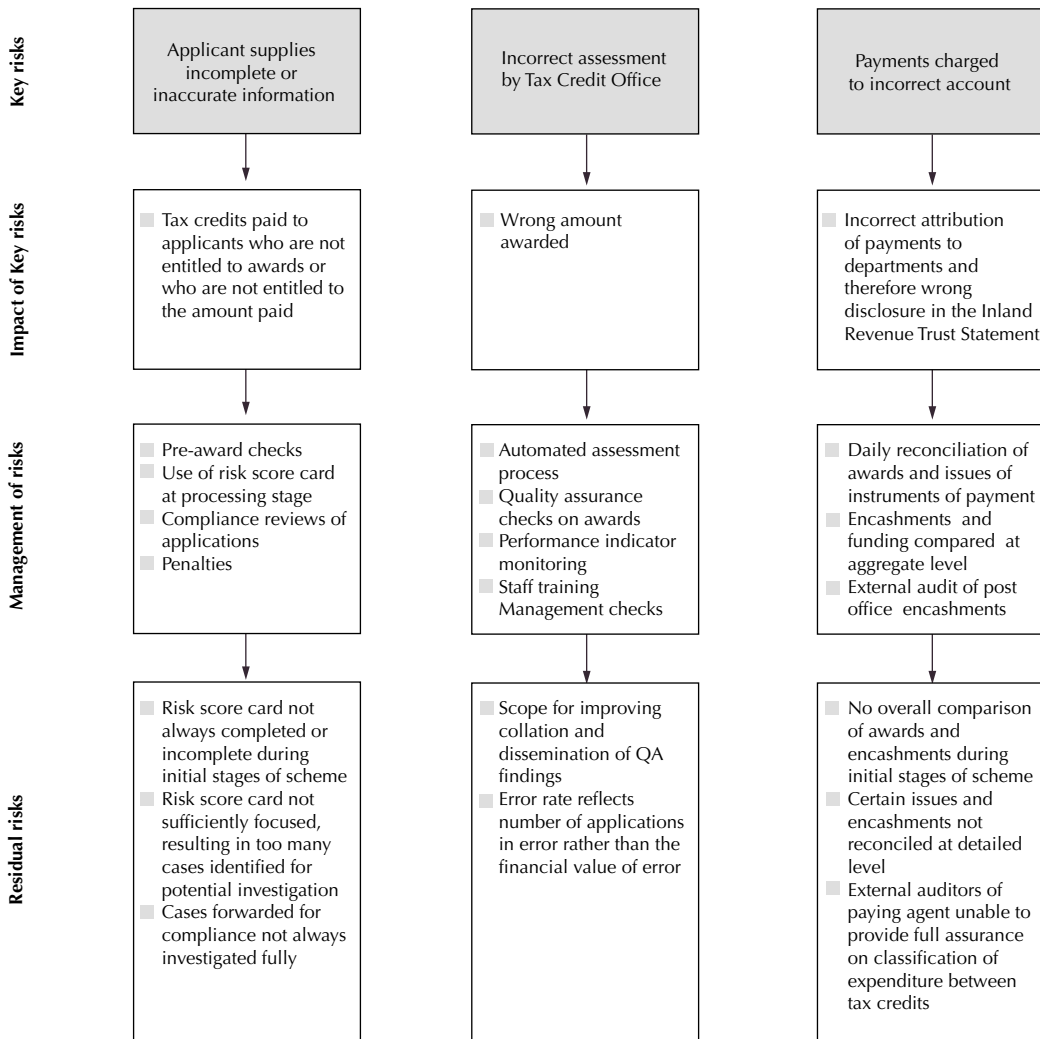 Key risks
Applicant supplies
incomplete or
inaccurate information
Incorrect assessment
by Tax Credit Office
Payments charged
to incorrect account
Impact of Key risks
Tax credits paid to
applicants who are not
entitled to awards or
who are not entitled to
the amount paid
Wrong amount
awarded
Incorrect attribution
of payments to
departments and
therefore wrong
disclosure in the Inland
Revenue Trust Statement
Management of risks
Pre-award checks
Use of risk score card
at processing stage
Compliance reviews of
applications
Penalties
Automated assessment
process
Quality assurance
checks on awards
Performance indicator
monitoring
Staff training
Management checks
Daily reconciliation of
awards and issues of
instruments of payment
Encashments and
funding compared at
aggregate level
External audit of post
office encashments
Residual risks
Risk score card not
always completed or
incomplete during
initial stages of scheme
Risk score card not
sufficiently focused,
resulting in too many
cases identified for
potential investigation
Cases forwarded for
compliance not always
investigated fully
Scope for improving
collation and
dissemination of QA
findings
Error rate reflects
number of applications
in error rather than the
financial value of error
No overall comparison
of awards and
encashments during
initial stages of scheme
Certain issues and
encashments not
reconciled at detailed
level
External auditors of
paying agent unable to
provide full assurance
on classification of
expenditure between
tax credits